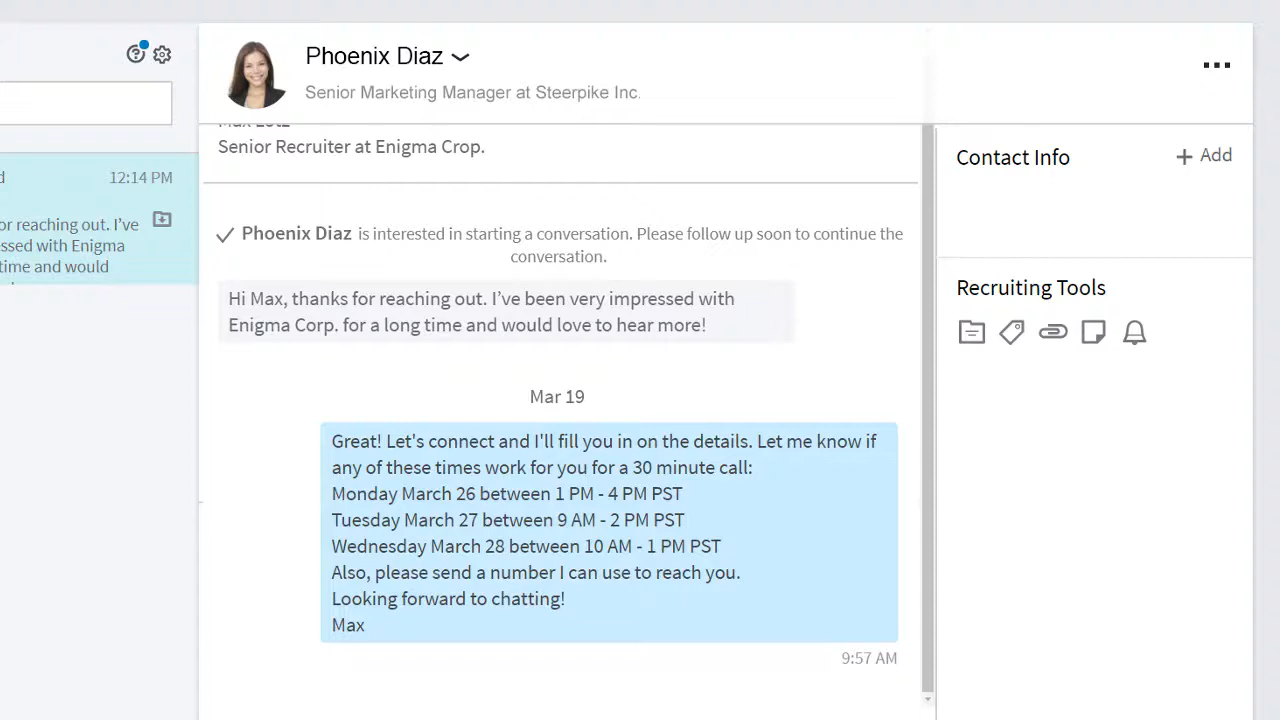 Phoenix Diaz
Senior Marketing Manager at Steerpike Inc.
d
12:14 PM
or reaching out. I've
ssed with Enigma
time and would
Max Lotz
Senior Recruiter at Enigma Crop.
Phoenix Diaz is interested in starting a conversation. Please follow up soon to continue the
conversation.
Hi Max, thanks for reaching out. I've been very impressed with
Enigma Corp. for a long time and would love to hear more!
Mar 19
Great! Let's connect and I'll fill you in on the details. Let me know if
any of these times work for you for a 30 minute call:
Monday March 26 between 1 PM - 4 PM PST
Tuesday March 27 between 9 AM - 2 PM PST
Wednesday March 28 between 10 AM - 1 PM PST
Also, please send a number I can use to reach you.
Looking forward to chatting!
Max
9:57 AM
Contact Info
+ Add
Recruiting Tools